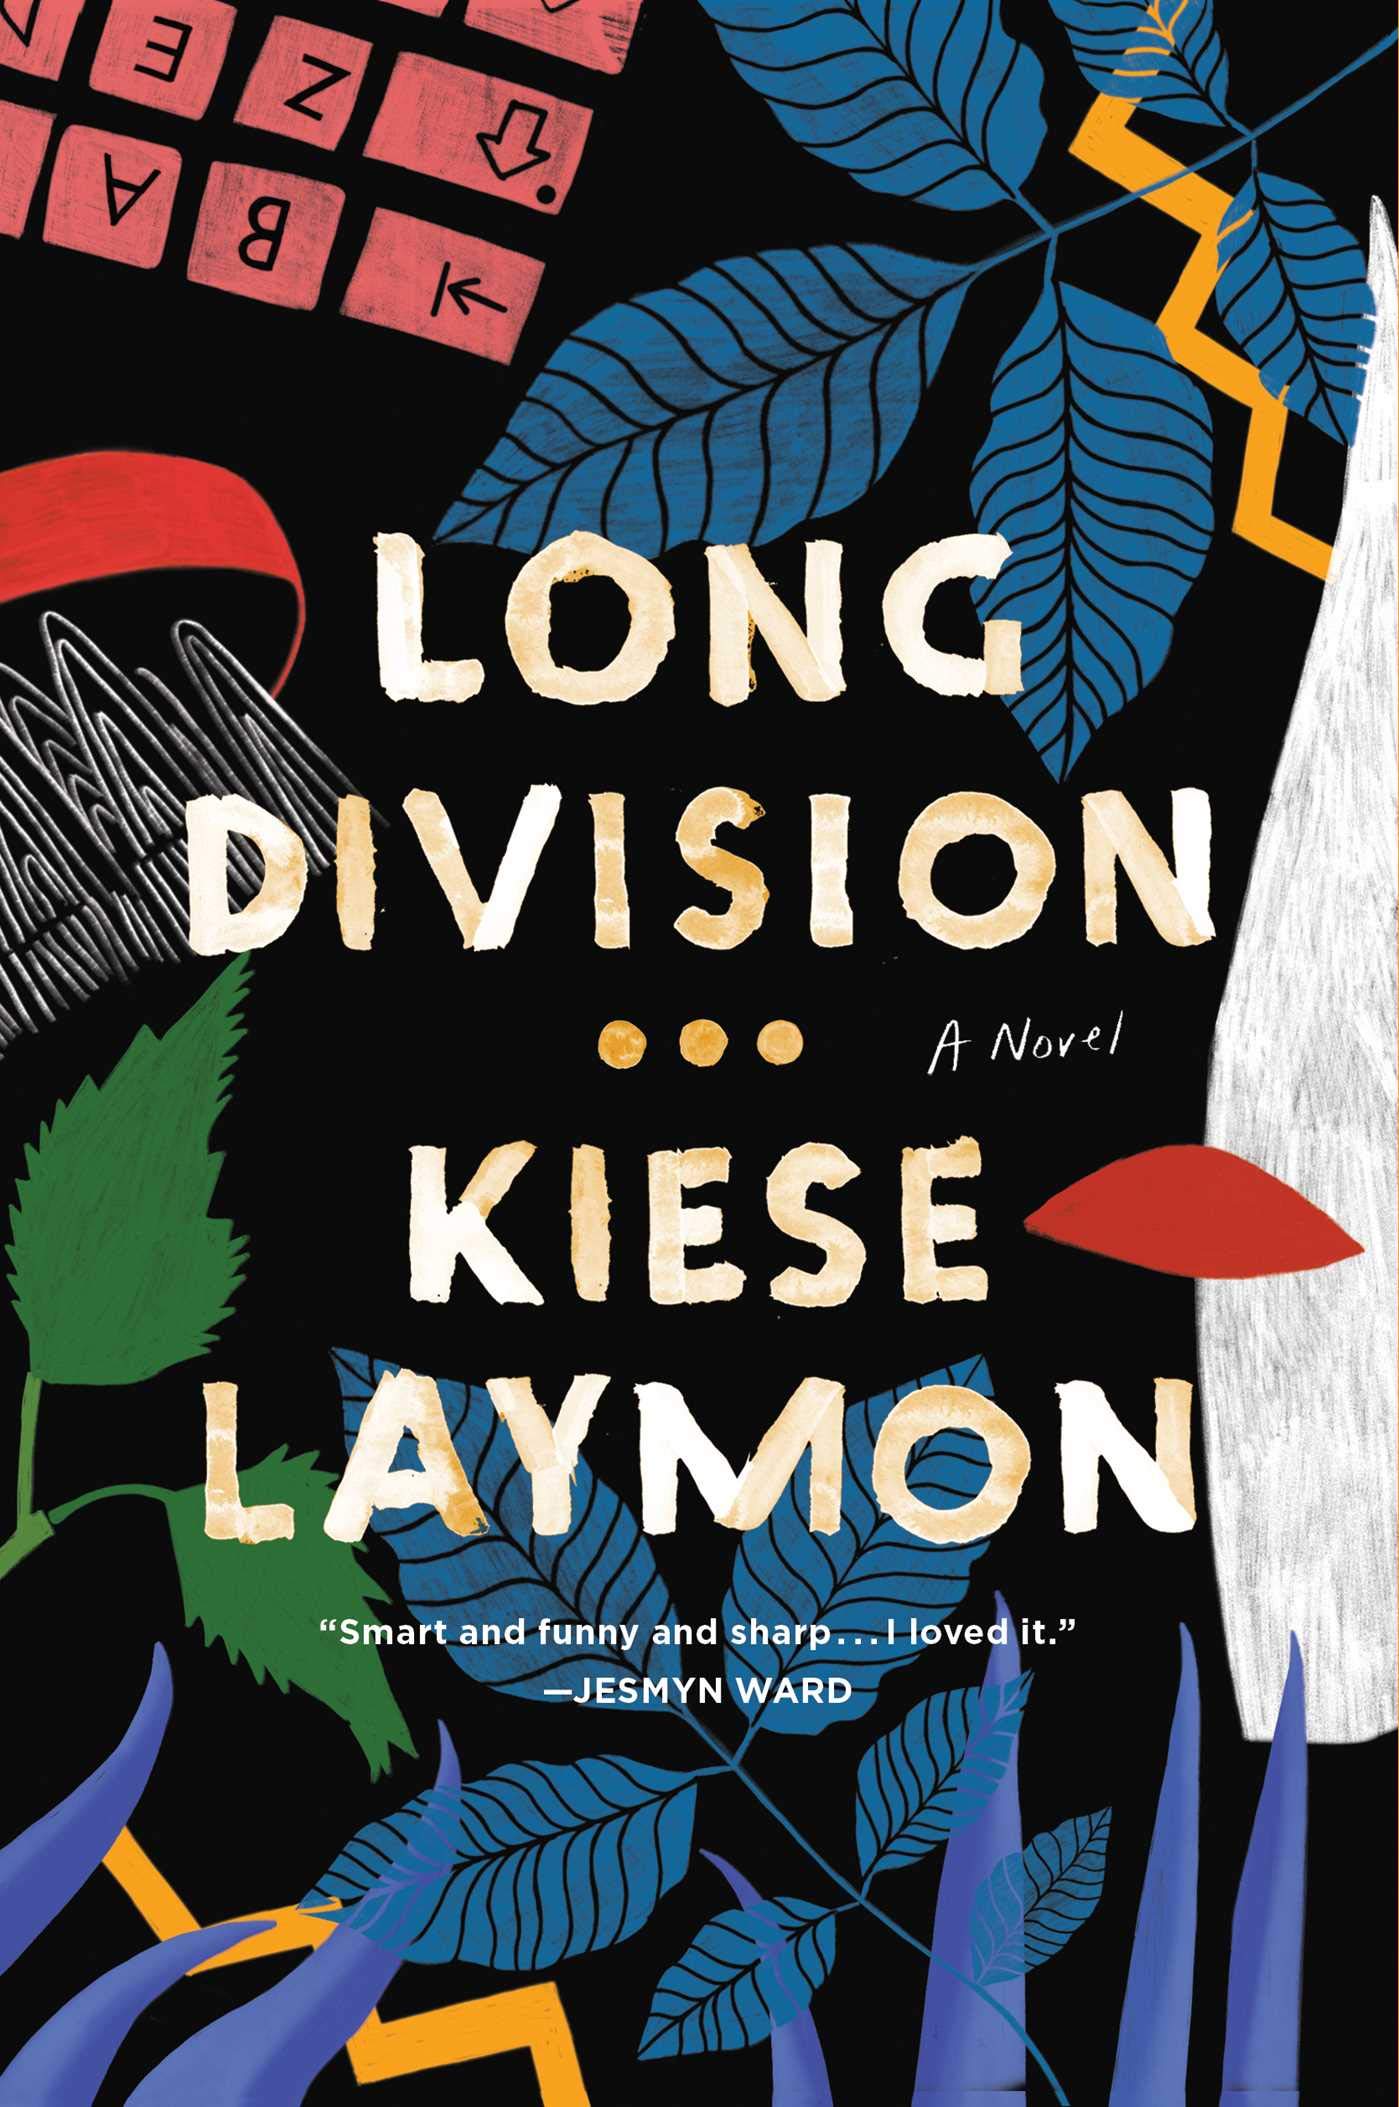 E Z
A B
LONG
DIVISION
A Novel
KIESE
LAYMON
“Smart and funny and sharp...I loved it.”
—JESMYN WARD